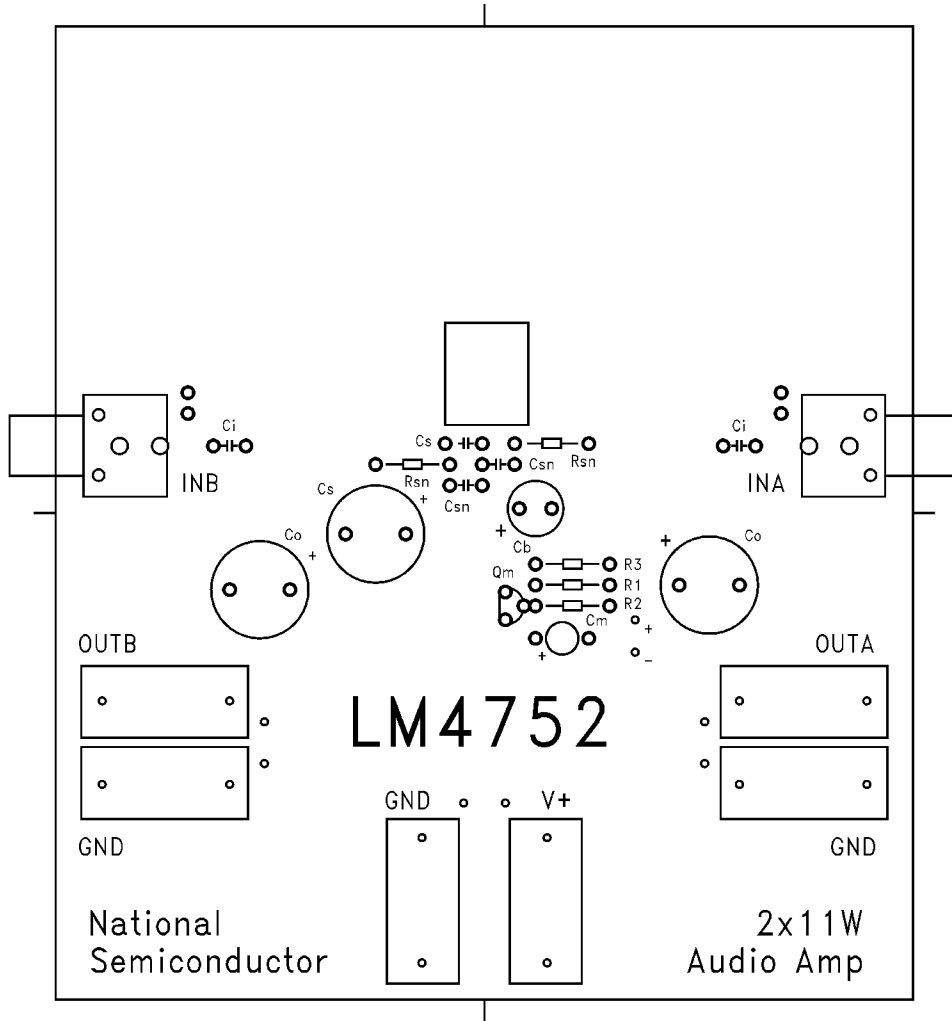 Ci
Ci
Cs
Rsn
Csn
Rsn
INB
INA
Cs
+
Csn
+
Cb
Co
+
+
Co
R3
Qm
R1
R2
Cm
+
+
-
OUTB
OUTA
LM4752
GND
V+
GND
GND
National
Semiconductor
2x11W
Audio Amp